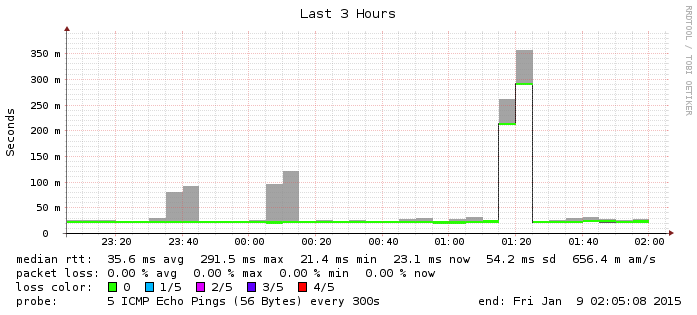 Last 3 Hours
RRDTOOL / TOBI OETIKER
Seconds
350 m
300 m
250 m
200 m
150 m
100 m
50 m
0
23:20 23:40 00:00 00:20 00:40 01:00 01:20 01:40 02:00
median rtt: 35.6 ms avg 291.5 ms max 21.4 ms min 23.1 ms now 54.2 ms sd 656.4 m am/s
packet loss: 0.00 % avg 0.00 % max 0.00 % min 0.00 % now
loss color: 0 1/5 2/5 3/5 4/5
probe: 5 ICMP Echo Pings (56 Bytes) every 300s end: Fri Jan 9 02:05:08 2015